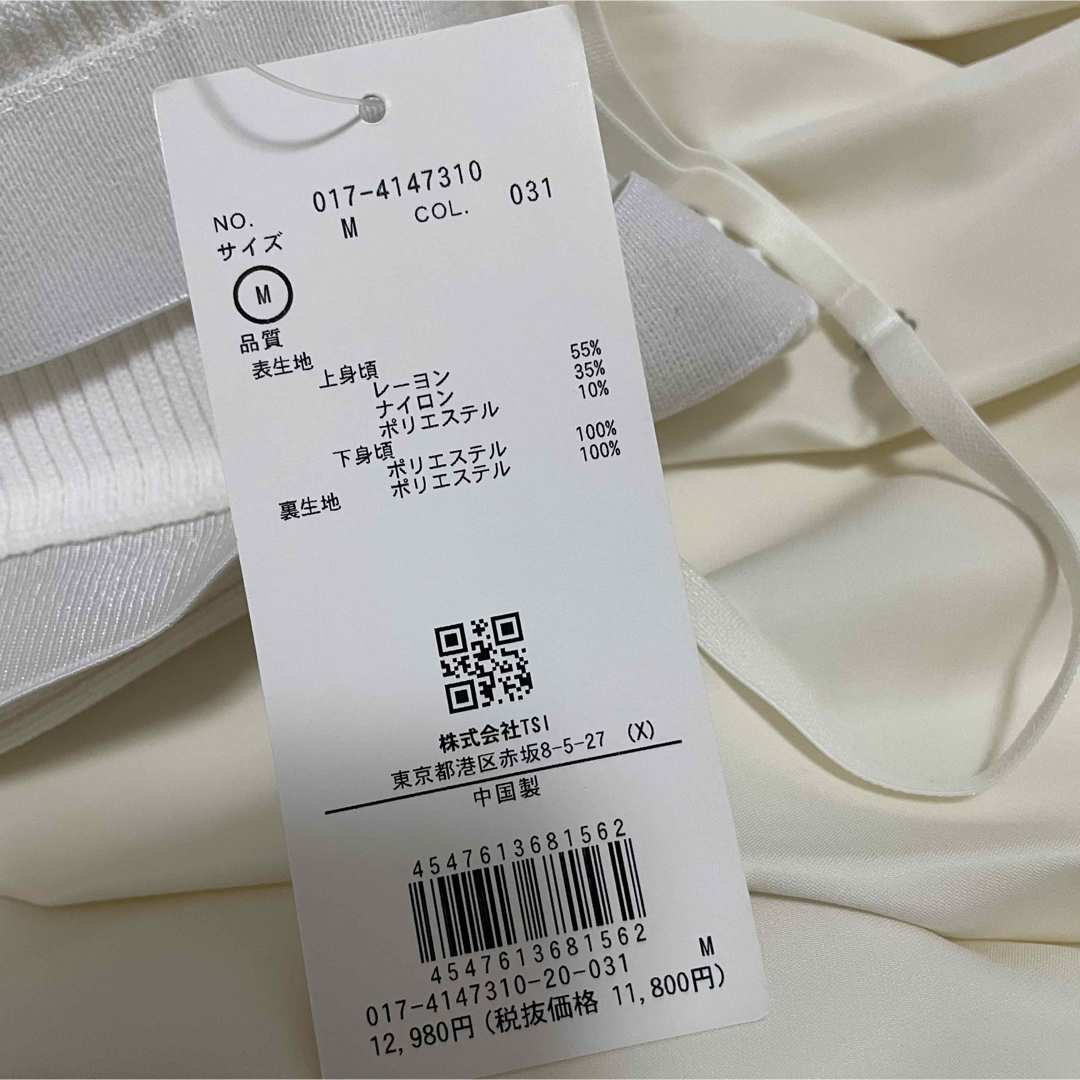 NO. 017-4147310
サイズ M COL. 031
M
品質
表生地
上身頃
レーヨン 55%
ナイロン 35%
ポリエステル 10%
下身頃
ポリエステル 100%
裏生地 ポリエステル 100%
株式会社TSI
東京都港区赤坂8-5-27 (X)
中国製
4547613681562
4547613681562
017-4147310-20-031 M
12,980円(税抜価格 11,800円)